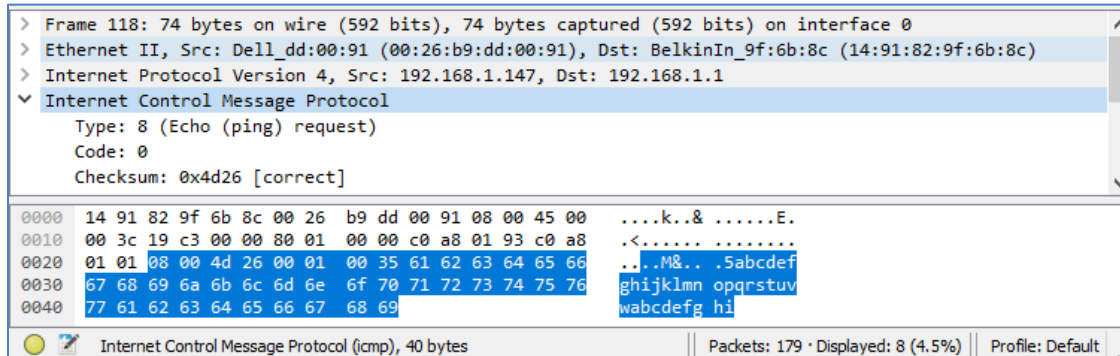 > Frame 118: 74 bytes on wire (592 bits), 74 bytes captured (592 bits) on interface 0
> Ethernet II, Src: Dell_dd:00:91 (00:26:b9:dd:00:91), Dst: BelkinIn_9f:6b:8c (14:91:82:9f:6b:8c)
> Internet Protocol Version 4, Src: 192.168.1.147, Dst: 192.168.1.1
Internet Control Message Protocol
Type: 8 (Echo (ping) request)
Code: 0
Checksum: 0x4d26 [correct]
0000 14 91 82 9f 6b 8c 00 26 b9 dd 00 91 08 00 45 00 ....k..& ......E.
0010 00 3c 19 c3 00 00 80 01 00 00 c0 a8 01 93 c0 a8 .<...... ........
0020 01 01 08 00 4d 26 00 01 00 35 61 62 63 64 65 66 ....M&.. .5abcdef
0030 67 68 69 6a 6b 6c 6d 6e 6f 70 71 72 73 74 75 76 ghijklmn opqrstuv
0040 77 61 62 63 64 65 66 67 68 69 wabcdefg hi
Internet Control Message Protocol (icmp), 40 bytes Packets: 179 · Displayed: 8 (4.5%) Profile: Default